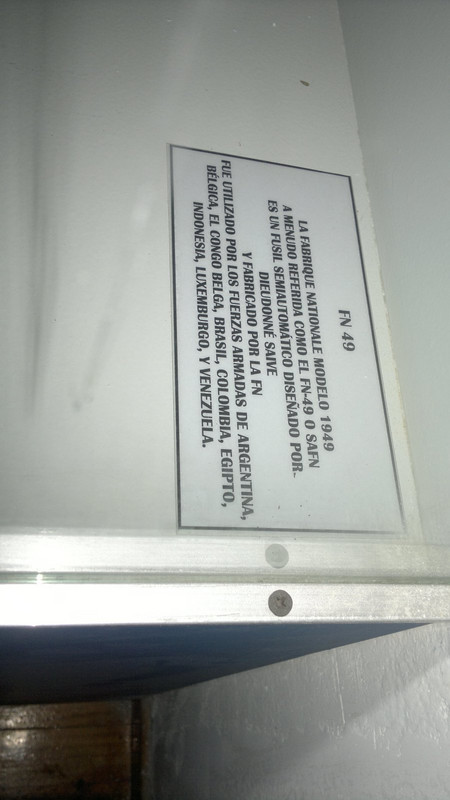 FN 49
LA FABRIQUE NATIONALE MODELO 1949
A MENUDO REFERIDA COMO EL FN-49 O SAFN
ES UN FUSIL SEMIAUTOMÁTICO DISEÑADO POR.
DIEUDONNÉ SAIVE
Y FABRICADO POR LA FN
FUE UTILIZADO POR LOS FUERZAS ARMADAS DE ARGENTINA,
BÉLGICA, EL CONGO BELGA, BRASIL, COLOMBIA, EGIPTO,
INDONESIA, LUXEMBURGO, Y VENEZUELA.